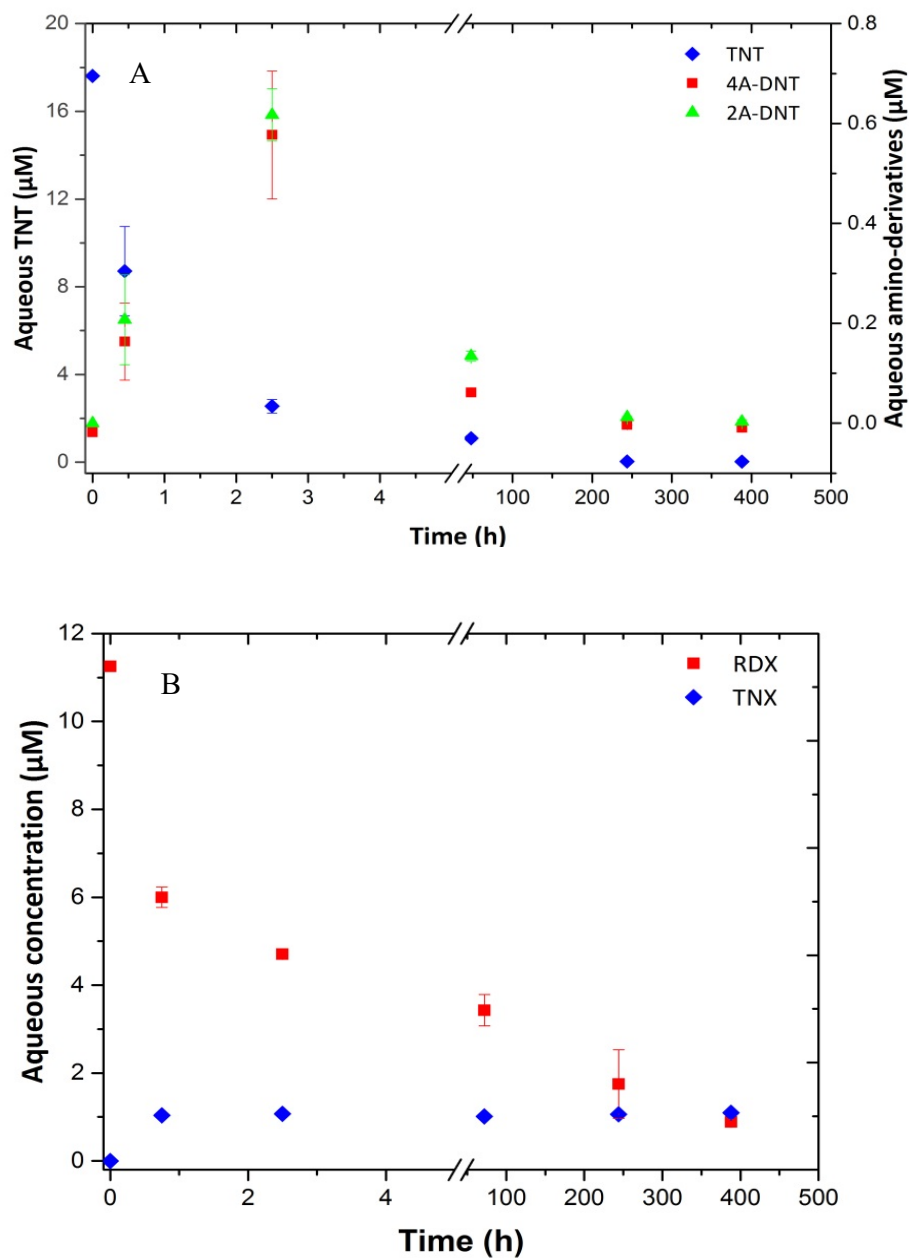 20
16
12
8
4
0
Aqueous TNT (µM)
A
TNT
4A-DNT
2A-DNT
0.8
0.6
0.4
0.2
0.0
Aqueous amino-derivatives (µM)
0 1 2 3 4 100 200 300 400 500
Time (h)
12
10
8
6
4
2
0
Aqueous concentration (µM)
B
RDX
TNX
0 2 4 100 200 300 400 500
Time (h)